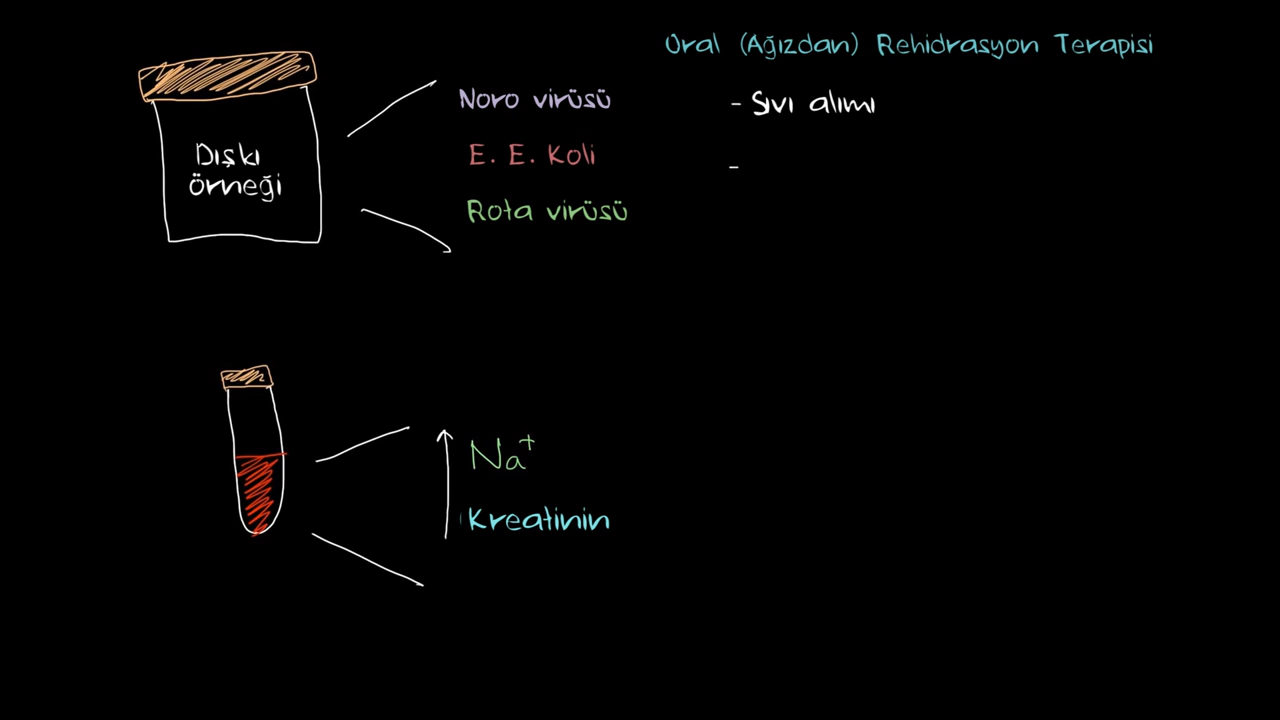 Oral (Ağızdan) Rehidrasyon Terapisi
- Sıvı alımı
-
Dışkı
örneği
Noro virüsü
E. E. Koli
Rota virüsü
Na+
Kreatinin